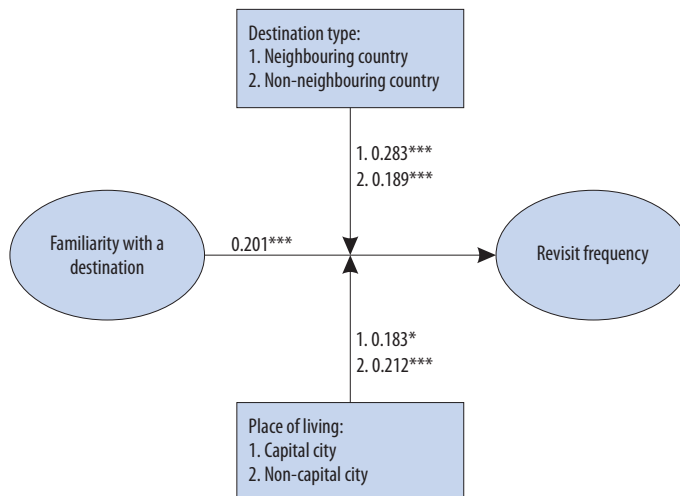 Destination type:
1. Neighbouring country
2. Non-neighbouring country
1. 0.283***
2. 0.189***
Familiarity with a
destination
0.201***
Revisit frequency
1. 0.183*
2. 0.212***
Place of living:
1. Capital city
2. Non-capital city